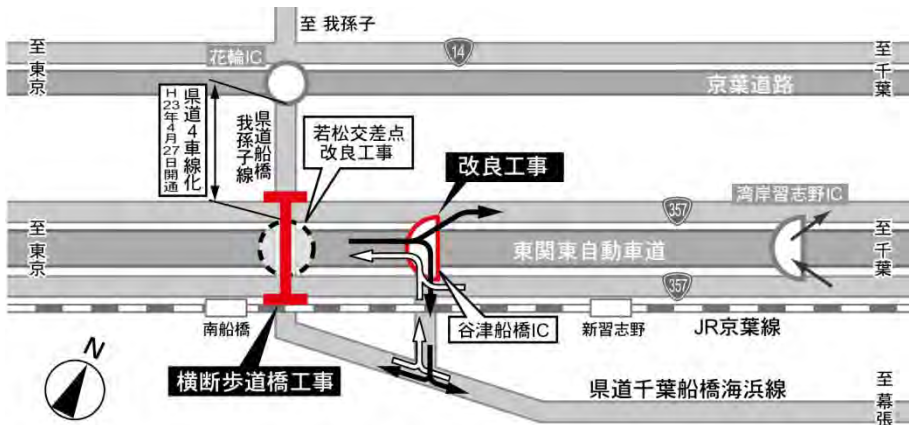 至 我孫子
至東京
花輪IC
14
至千葉
京葉道路
県道4車線化
H23年4月27日開通
県道船橋
我孫子線
若松交差点
改良工事
改良工事
357
湾岸習志野IC
至東京
東関東自動車道
至千葉
357
南船橋
谷津船橋IC
新習志野
JR京葉線
N
横断歩道橋工事
県道千葉船橋海浜線
至幕張